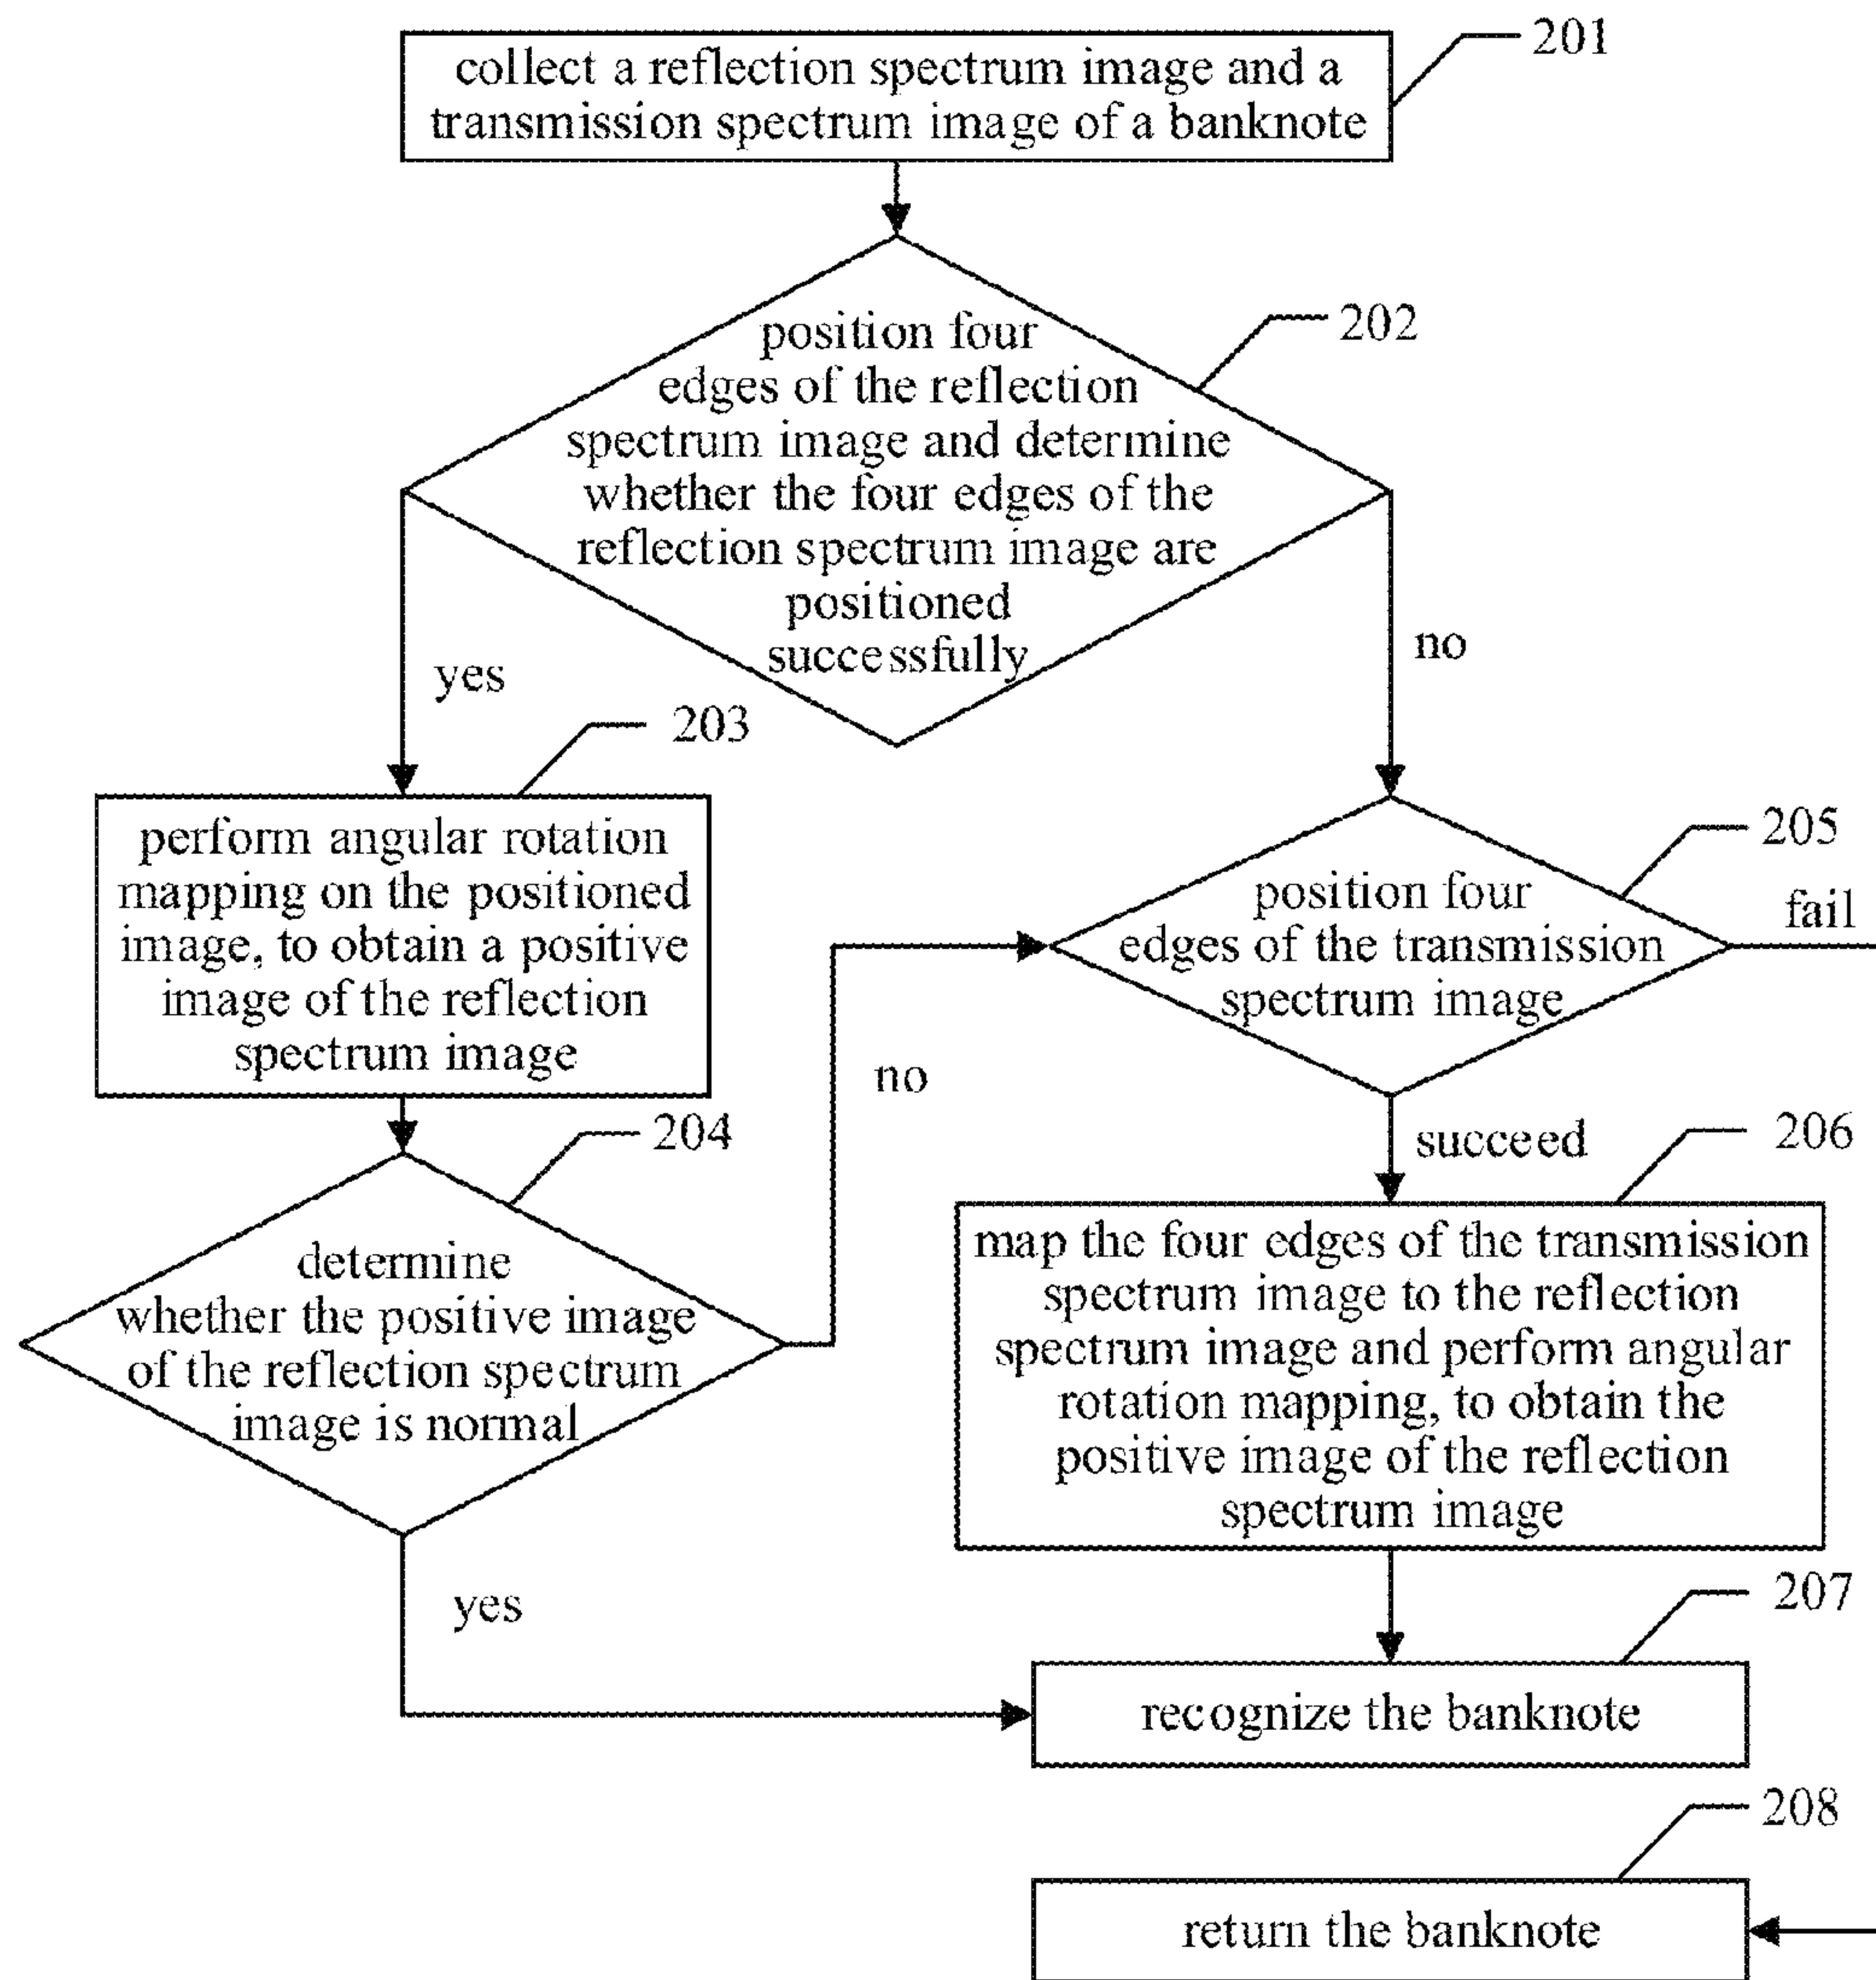 collect a reflection spectrum image and a
transmission spectrum image of a banknote
201
position four
edges of the reflection
spectrum image and determine
whether the four edges of the
reflection spectrum image are
positioned
successfully
202
yes
no
203
perform angular rotation
mapping on the positioned
image, to obtain a positive
image of the reflection
spectrum image
205
position four
edges of the transmission
spectrum image
fail
no
204
succeed
206
determine
whether the positive image
of the reflection spectrum
image is normal
map the four edges of the transmission
spectrum image to the reflection
spectrum image and perform angular
rotation mapping, to obtain the
positive image of the reflection
spectrum image
yes
207
recognize the banknote
208
return the banknote